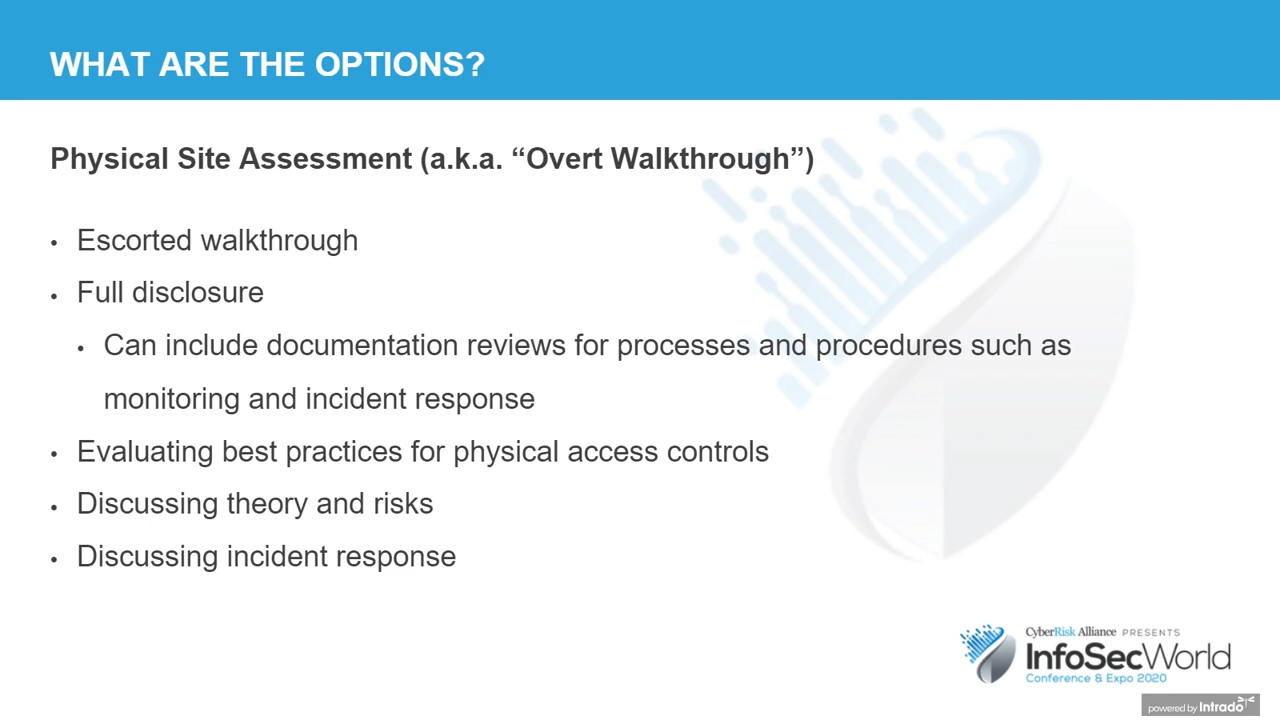 WHAT ARE THE OPTIONS?
Physical Site Assessment (a.k.a. “Overt Walkthrough”)
• Escorted walkthrough
• Full disclosure
• Can include documentation reviews for processes and procedures such as
monitoring and incident response
• Evaluating best practices for physical access controls
• Discussing theory and risks
• Discussing incident response
CyberRisk Alliance PRESENTS
InfoSecWorld
Conference & Expo 2020
powered by Intrado